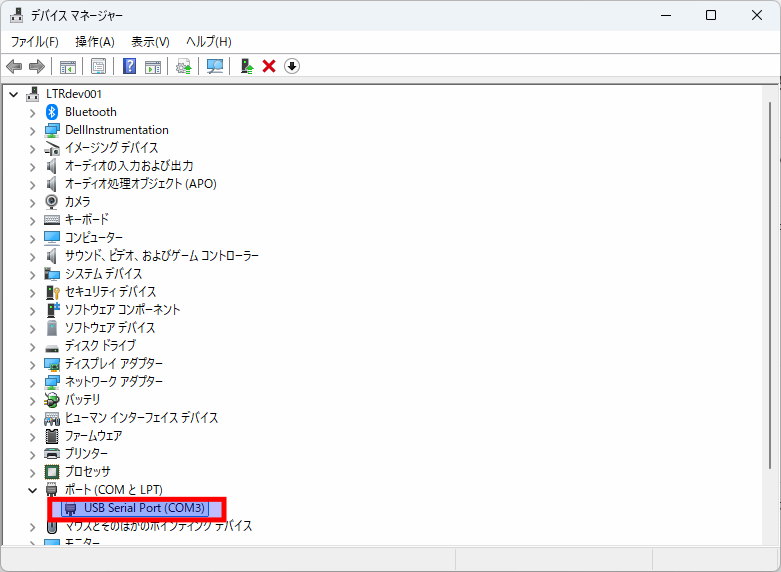 デバイス マネージャー
ファイル(F) 操作(A) 表示(V) ヘルプ(H)
LTRdev001
Bluetooth
DellInstrumentation
イメージング デバイス
オーディオの入力および出力
オーディオ処理オブジェクト (APO)
カメラ
キーボード
コンピューター
サウンド、ビデオ、およびゲーム コントローラー
システム デバイス
セキュリティ デバイス
ソフトウェア コンポーネント
ソフトウェア デバイス
ディスク ドライブ
ディスプレイ アダプター
ネットワーク アダプター
バッテリ
ヒューマン インターフェイス デバイス
ファームウェア
プリンター
プロセッサ
ポート (COM と LPT)
USB Serial Port (COM3)
マウスとそのほかのポインティング デバイス
モニター